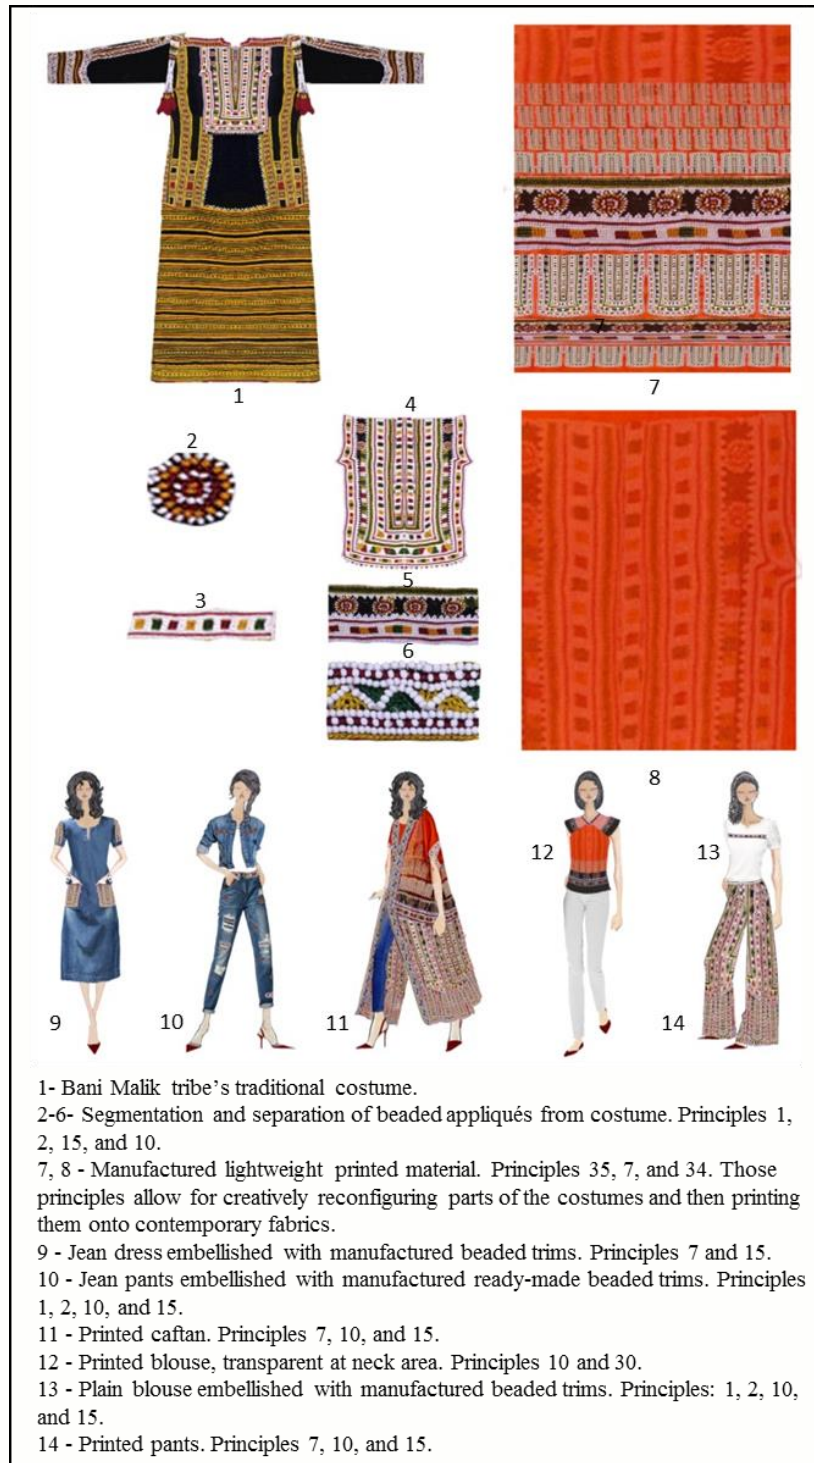 1
7
4
2
5
3
6
8
12
13
9
10
11
14
7
1- Bani Malik tribe’s traditional costume.
2-6- Segmentation and separation of beaded appliqués from costume. Principles 1,
2, 15, and 10.
7, 8 - Manufactured lightweight printed material. Principles 35, 7, and 34. Those
principles allow for creatively reconfiguring parts of the costumes and then printing
them onto contemporary fabrics.
9 - Jean dress embellished with manufactured beaded trims. Principles 7 and 15.
10 - Jean pants embellished with manufactured ready-made beaded trims. Principles
1, 2, 10, and 15.
11 - Printed caftan. Principles 7, 10, and 15.
12 - Printed blouse, transparent at neck area. Principles 10 and 30.
13 - Plain blouse embellished with manufactured beaded trims. Principles: 1, 2, 10,
and 15.
14 - Printed pants. Principles 7, 10, and 15.